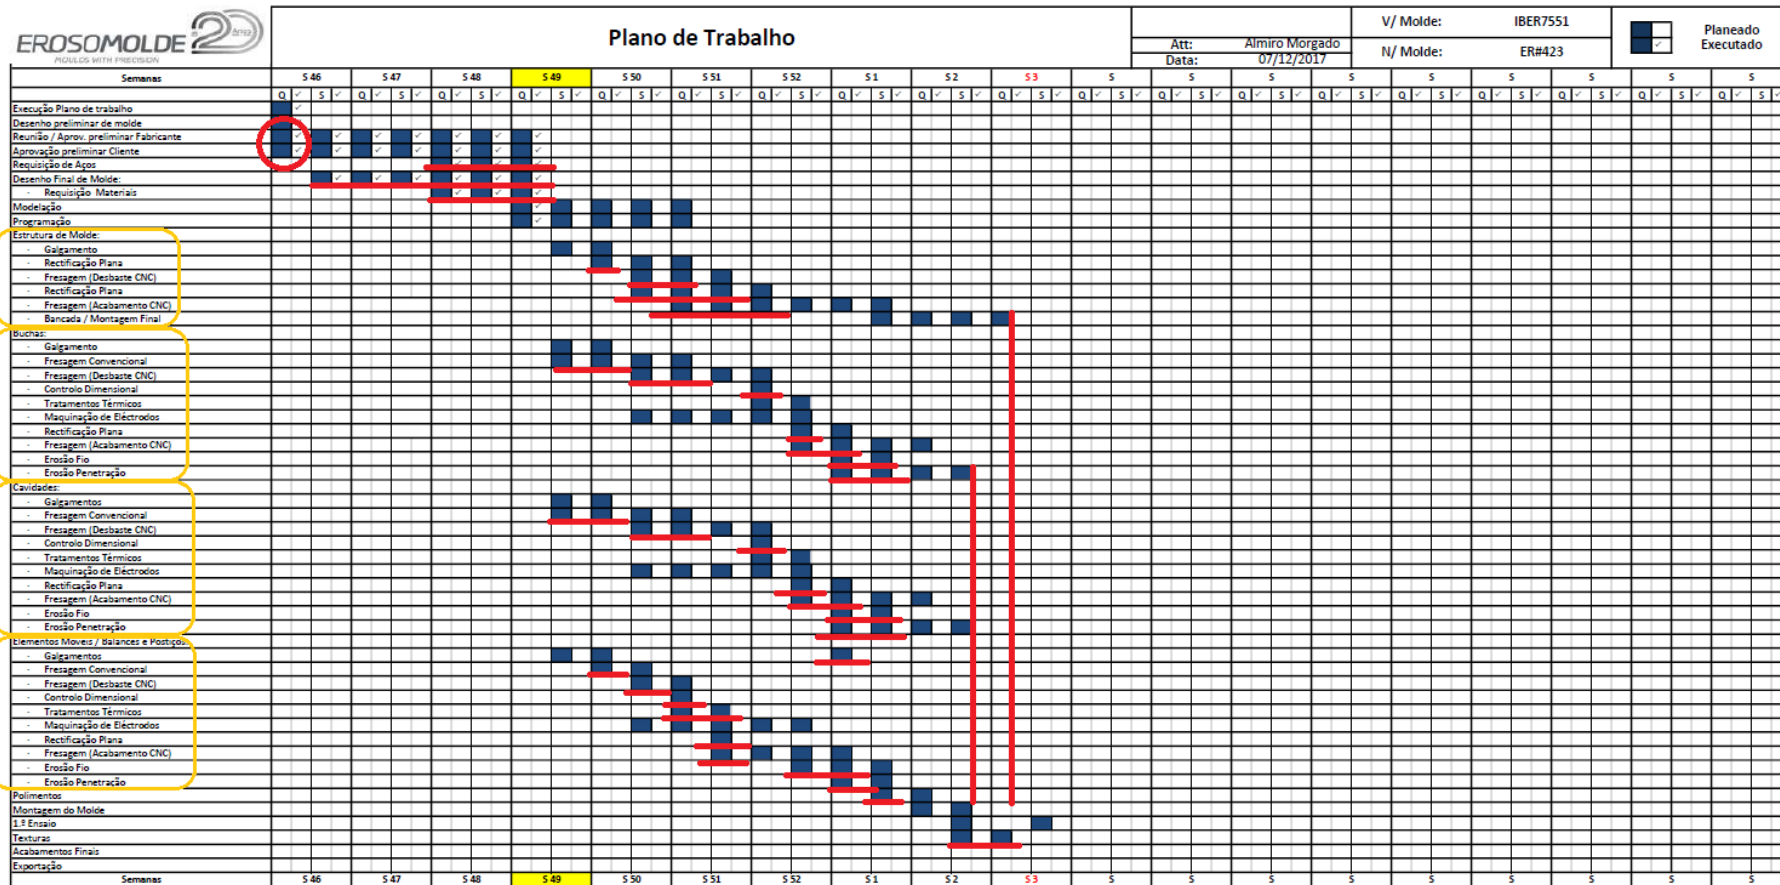 EROSOMOLDE 20 Anos
MOULDS WITH PRECISION
Plano de Trabalho
Att: Almiro Morgado
Data: 07/12/2017
V/ Molde: IBER7551
N/ Molde: ER#423
Planeado
✓ Executado
Semanas S 46 S 47 S 48 S 49 S 50 S 51 S 52 S 1 S 2 S 3 S S S S S S S S S
Q ✓ S ✓ Q ✓ S ✓ Q ✓ S ✓ Q ✓ S ✓ Q ✓ S ✓ Q ✓ S ✓ Q ✓ S ✓ Q ✓ S ✓ Q ✓ S ✓ Q ✓ S ✓ Q ✓ S ✓ Q ✓ S ✓ Q ✓ S ✓ Q ✓ S ✓ Q ✓ S ✓ Q ✓ S ✓ Q ✓ S ✓ Q ✓ S ✓ Q ✓ S ✓
Execução Plano de trabalho
Desenho preliminar de molde
Reunião / Aprov. preliminar Fabricante
Aprovação preliminar Cliente
Requisição de Aços
Desenho Final de Molde:
- Requisição Materiais
Modelação
Programação
Estrutura de Molde:
- Galgamento
- Rectificação Plana
- Fresagem (Desbaste CNC)
- Rectificação Plana
- Fresagem (Acabamento CNC)
- Bancada / Montagem Final
Buchas:
- Galgamento
- Fresagem Convencional
- Fresagem (Desbaste CNC)
- Controlo Dimensional
- Tratamentos Térmicos
- Maquinação de Eléctrodos
- Rectificação Plana
- Fresagem (Acabamento CNC)
- Erosão Fio
- Erosão Penetração
Cavidades:
- Galgamentos
- Fresagem Convencional
- Fresagem (Desbaste CNC)
- Controlo Dimensional
- Tratamentos Térmicos
- Maquinação de Eléctrodos
- Rectificação Plana
- Fresagem (Acabamento CNC)
- Erosão Fio
- Erosão Penetração
Elementos Moveis / Balances e Postiços
- Galgamentos
- Fresagem Convencional
- Fresagem (Desbaste CNC)
- Controlo Dimensional
- Tratamentos Térmicos
- Maquinação de Eléctrodos
- Rectificação Plana
- Fresagem (Acabamento CNC)
- Erosão Fio
- Erosão Penetração
Polimentos
Montagem do Molde
1.º Ensaio
Texturas
Acabamentos Finais
Exportação
Semanas S 46 S 47 S 48 S 49 S 50 S 51 S 52 S 1 S 2 S 3 S S S S S S S S S